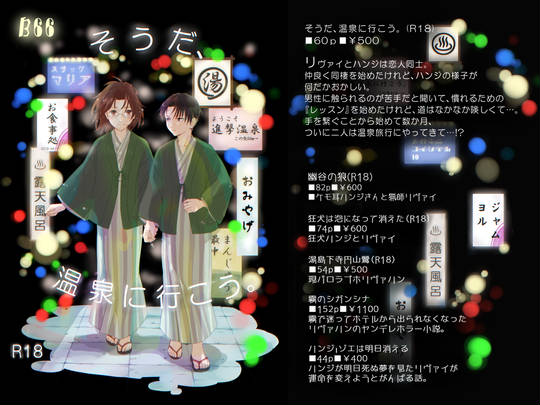 B66
そうだ、
スナック
マリア
湯
ようこそ
進撃温泉
お食事処
露天風呂
おみやげ
まんじ
最中
温泉に行こう。
R18
そうだ、温泉に行こう。(R18)
■60p■¥500
リヴァイとハンジは恋人同士。
仲良く同棲を始めたけれど、ハンジの様子が
何だかおかしい。
男性に触られるのが苦手だと聞いて、慣れるための
『レッスン』を始めたけれど、道はなかなか険しくて…。
手を繋ぐことから始めて数か月、
ついに二人は温泉旅行にやってきて…!?
幽谷の狼(R18)
■82p■¥600
■ケモ耳ハンジさんと猟師リヴァイ
狂犬は泡になって消えた(R18)
■74p■¥600
狂犬ハンジとリヴァイ
湯島下寺円山鷲(R18)
■54p■¥500
現パロラブホリヴァハン
霧のシガンシナ
■152p■¥1100
霧で迷ってホテルから出られなくなった
リヴァハンのヤンデレホラー小説。
ハンジ・ゾエは明日消える
■44p■¥400
ハンジが明日死ぬ夢を見たリヴァイが
運命を変えようとがんばる話。
ジャム
ヨル
露天風呂
お